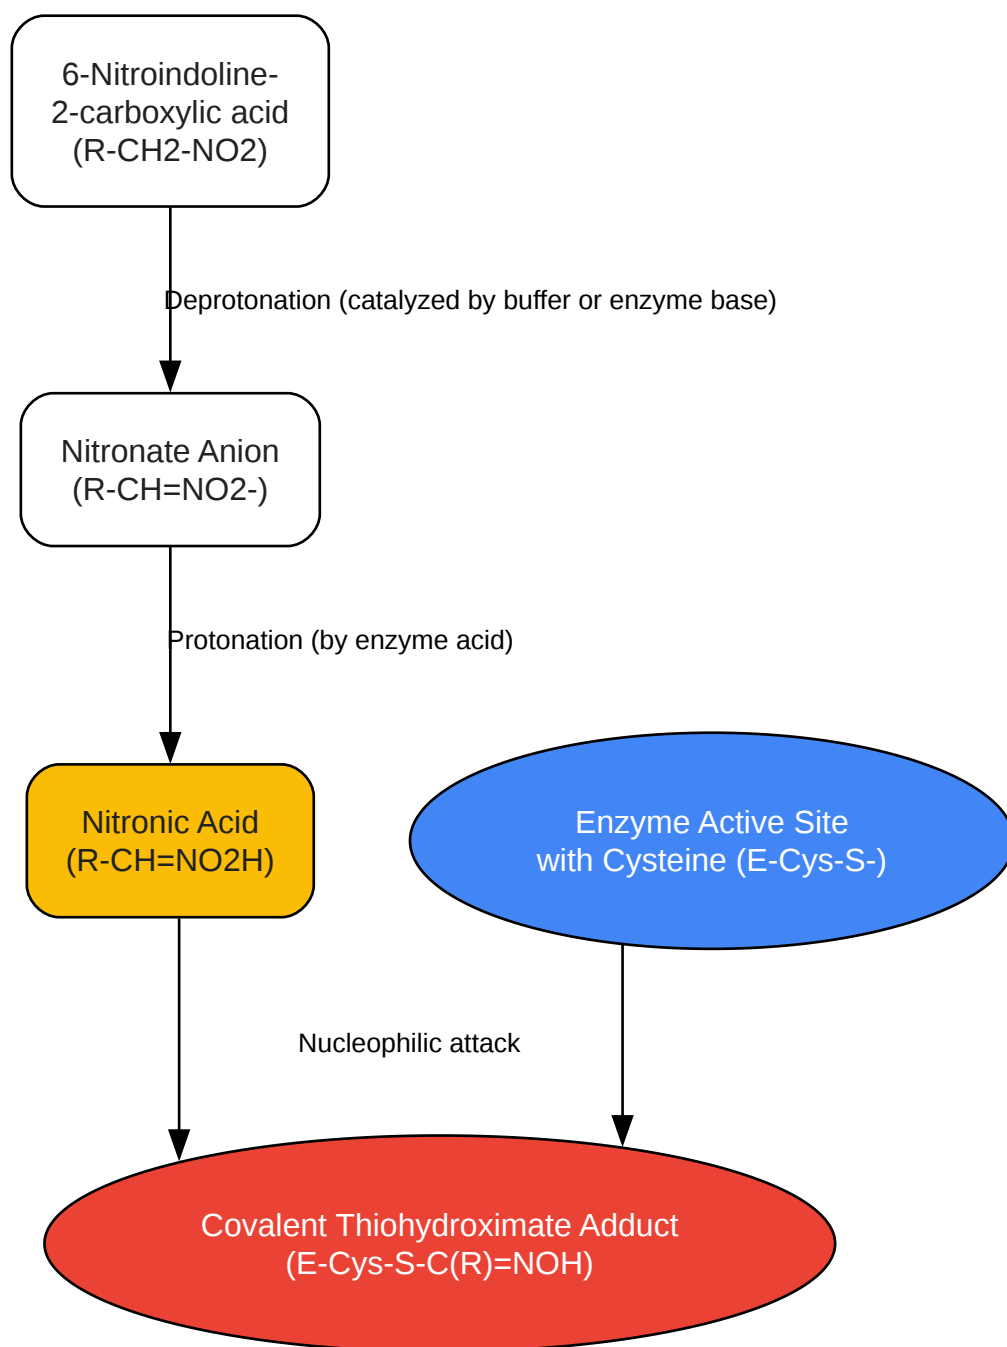 6-Nitroindoline-
2-carboxylic acid
(R-CH2-NO2)
Deprotonation (catalyzed by buffer or enzyme base)
Nitronate Anion
(R-CH=NO2-)
Protonation (by enzyme acid)
Nitronic Acid
(R-CH=NO2H)
Enzyme Active Site
with Cysteine (E-Cys-S-)
Nucleophilic attack
Covalent Thiohydroximate Adduct
(E-Cys-S-C(R)=NOH)